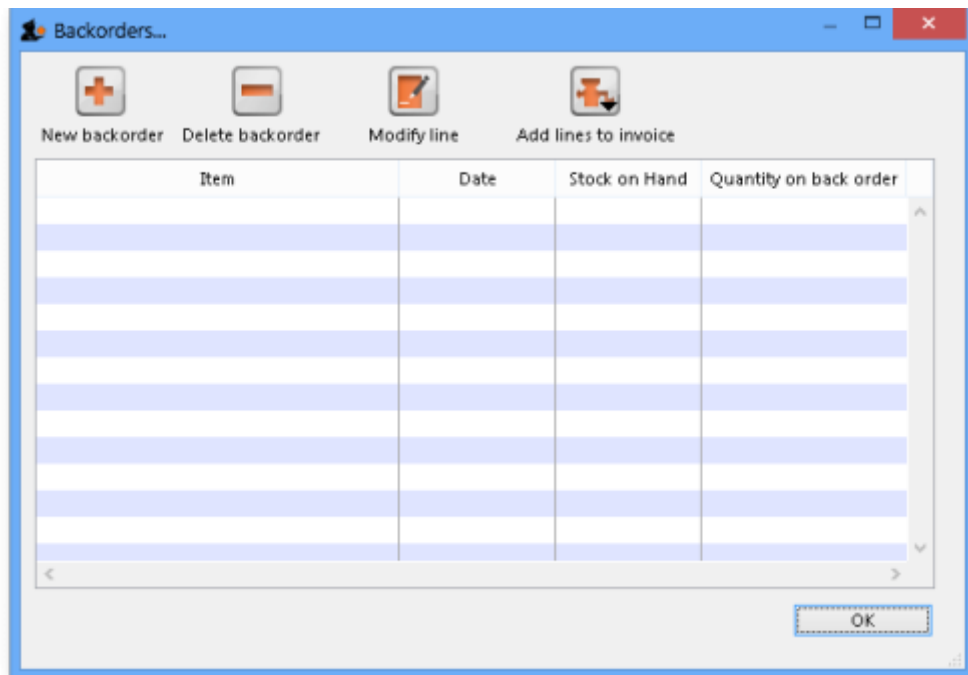 Backorders...
New backorder Delete backorder Modify line Add lines to invoice
Item Date Stock on Hand Quantity on back order
OK